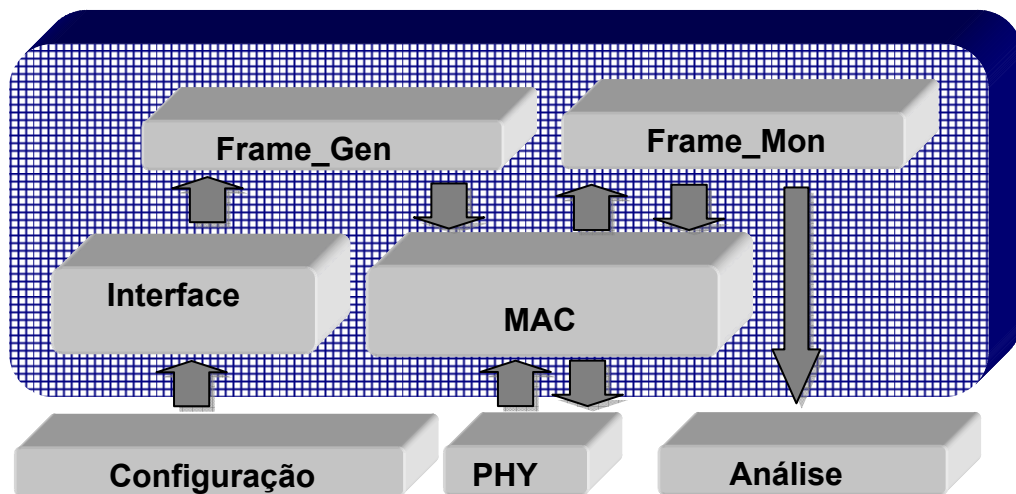 Frame_Gen
Frame_Mon
Interface
MAC
Configuração
PHY
Análise